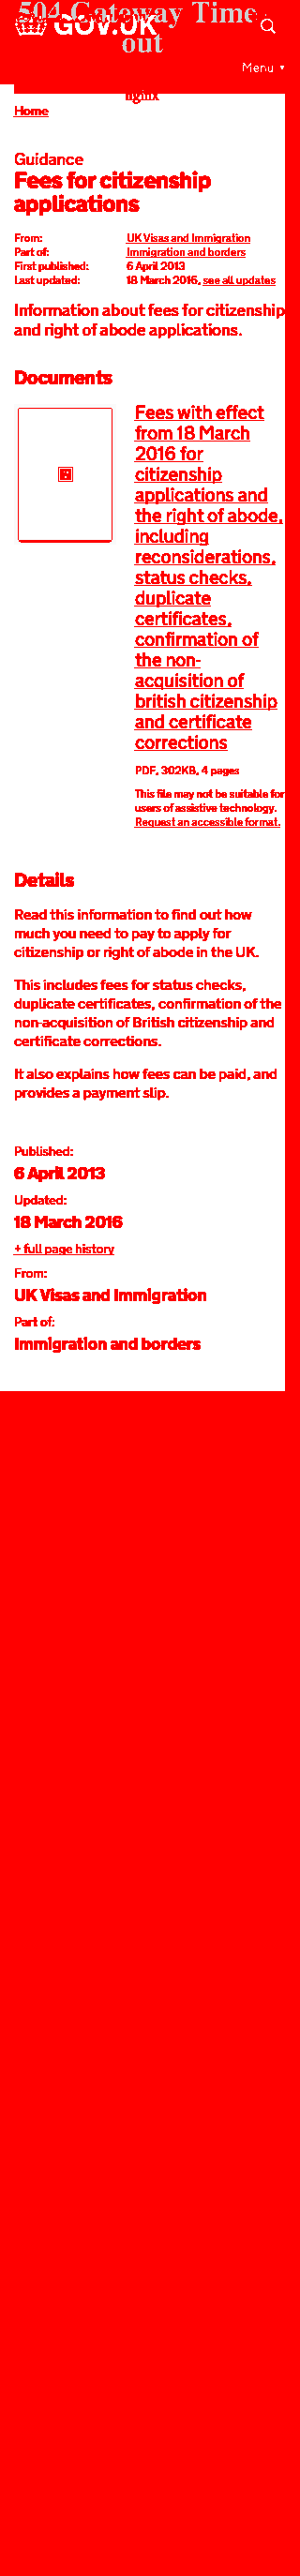 504 Gateway Time-
out
GOV.UK
Menu ▼
nginx
Home
Guidance
Fees for citizenship
applications
From: UK Visas and Immigration
Part of: Immigration and borders
First published: 6 April 2013
Last updated: 18 March 2016, see all updates
Information about fees for citizenship
and right of abode applications.
Documents
Fees with effect
from 18 March
2016 for
citizenship
applications and
the right of abode,
including
reconsiderations,
status checks,
duplicate
certificates,
confirmation of
the non-
acquisition of
british citizenship
and certificate
corrections
PDF, 302KB, 4 pages
This file may not be suitable for
users of assistive technology.
Request an accessible format.
Details
Read this information to find out how
much you need to pay to apply for
citizenship or right of abode in the UK.
This includes fees for status checks,
duplicate certificates, confirmation of the
non-acquisition of British citizenship and
certificate corrections.
It also explains how fees can be paid, and
provides a payment slip.
Published:
6 April 2013
Updated:
18 March 2016
+ full page history
From:
UK Visas and Immigration
Part of:
Immigration and borders